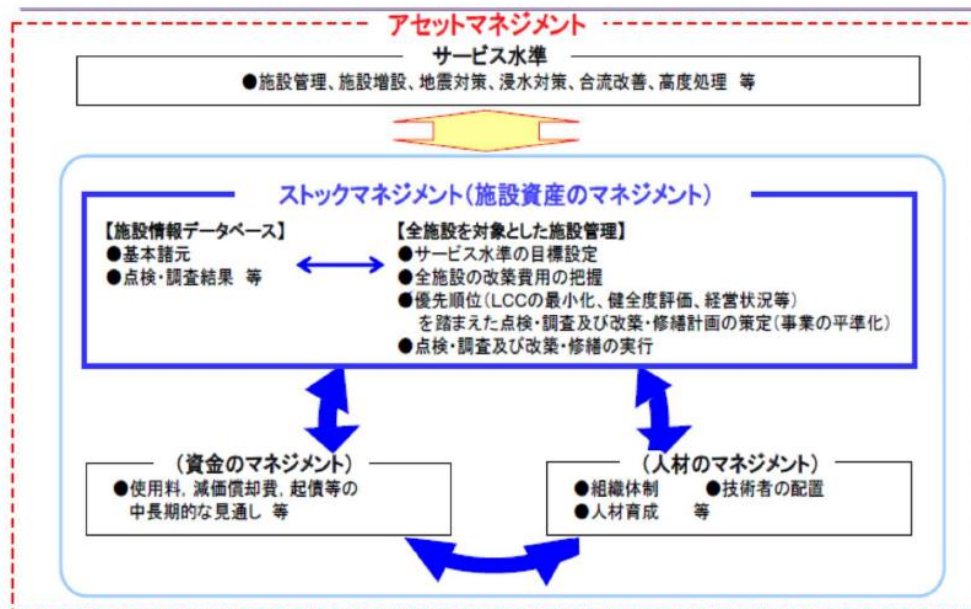 アセットマネジメント
サービス水準
●施設管理、施設増設、地震対策、浸水対策、合流改善、高度処理 等
ストックマネジメント(施設資産のマネジメント)
【施設情報データベース】
●基本諸元
●点検・調査結果 等
【全施設を対象とした施設管理】
●サービス水準の目標設定
●全施設の改築費用の把握
●優先順位(LCCの最小化、健全度評価、経営状況等)
を踏まえた点検・調査及び改築・修繕計画の策定(事業の平準化)
●点検・調査及び改築・修繕の実行
(資金のマネジメント)
●使用料,減価償却費,起債等の
中長期的な見通し 等
(人材のマネジメント)
●組織体制 ●技術者の配置
●人材育成 等